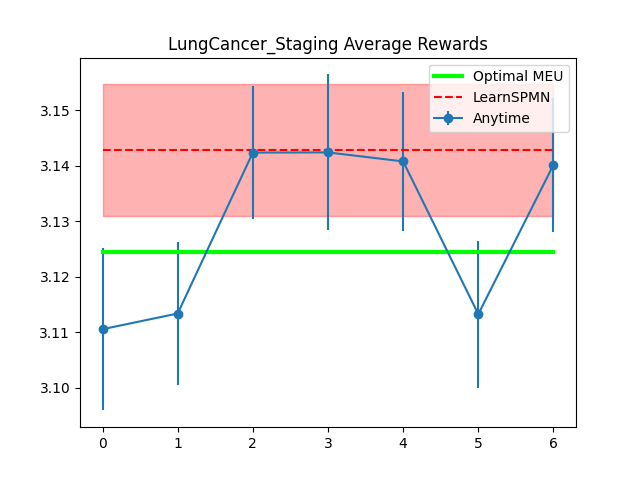 LungCancer_Staging Average Rewards
Optimal MEU
LearnSPMN
Anytime
3.15
3.14
3.13
3.12
3.11
3.10
0 1 2 3 4 5 6